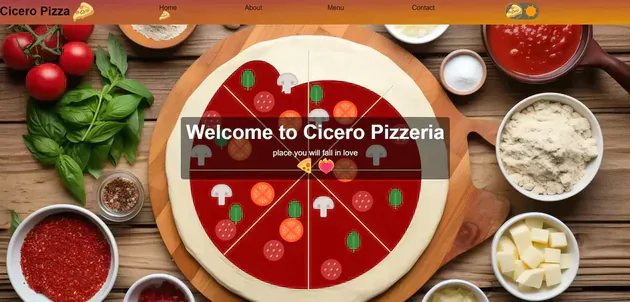 Cicero Pizza
Home
About
Menu
Contact
Welcome to Cicero Pizzeria
place you will fall in love